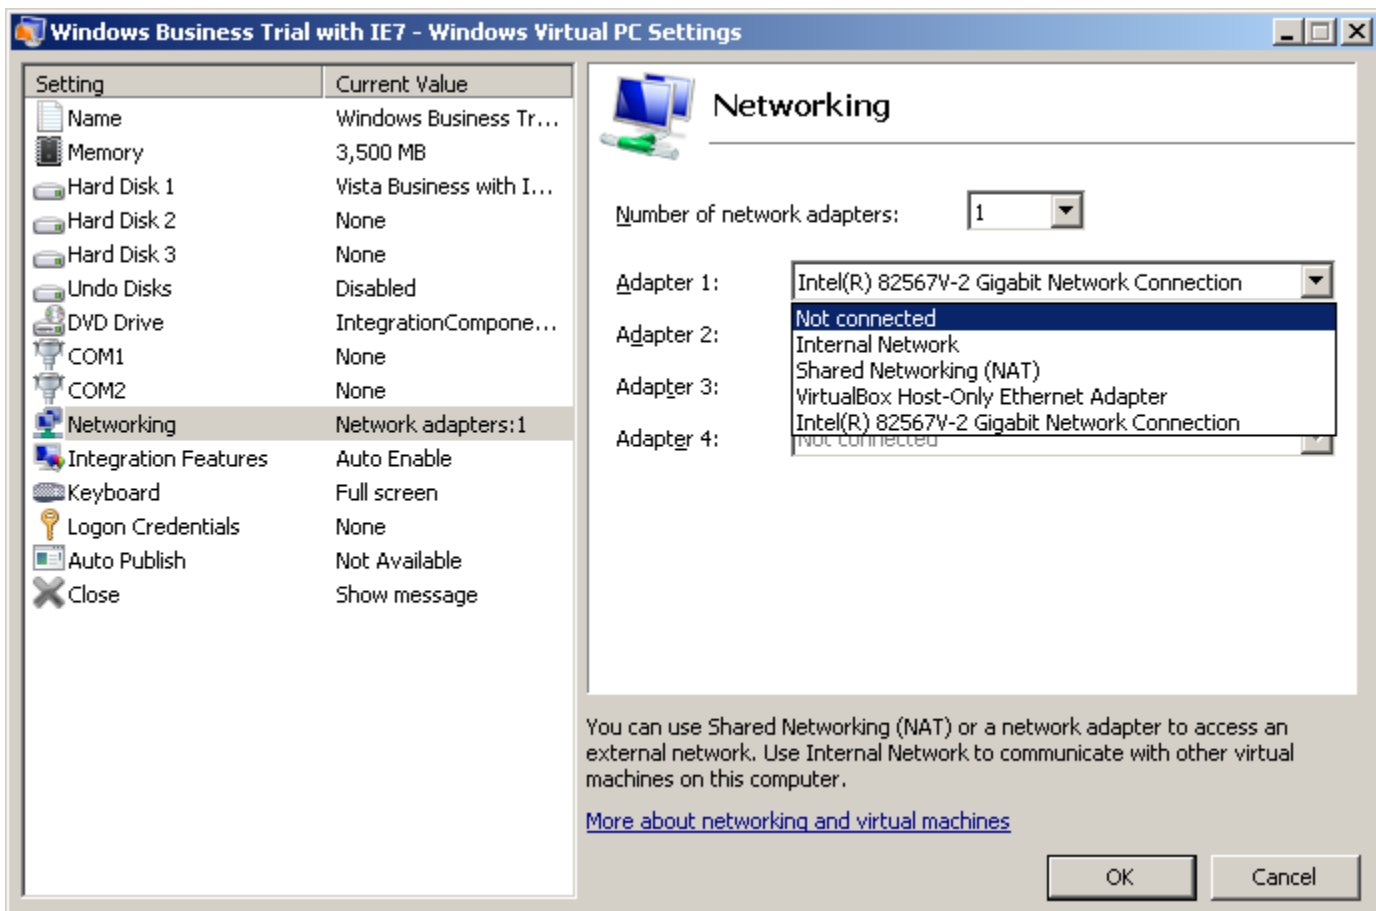 Windows Business Trial with IE7 - Windows Virtual PC Settings
Setting Current Value
Name Windows Business Tr...
Memory 3,500 MB
Hard Disk 1 Vista Business with I...
Hard Disk 2 None
Hard Disk 3 None
Undo Disks Disabled
DVD Drive IntegrationCompone...
COM1 None
COM2 None
Networking Network adapters:1
Integration Features Auto Enable
Keyboard Full screen
Logon Credentials None
Auto Publish Not Available
Close Show message
Networking
Number of network adapters: 1
Adapter 1: Intel(R) 82567V-2 Gigabit Network Connection
Not connected
Adapter 2:
Internal Network
Shared Networking (NAT)
Adapter 3:
VirtualBox Host-Only Ethernet Adapter
Intel(R) 82567V-2 Gigabit Network Connection
Adapter 4: Not connected
You can use Shared Networking (NAT) or a network adapter to access an
external network. Use Internal Network to communicate with other virtual
machines on this computer.
More about networking and virtual machines
OK Cancel